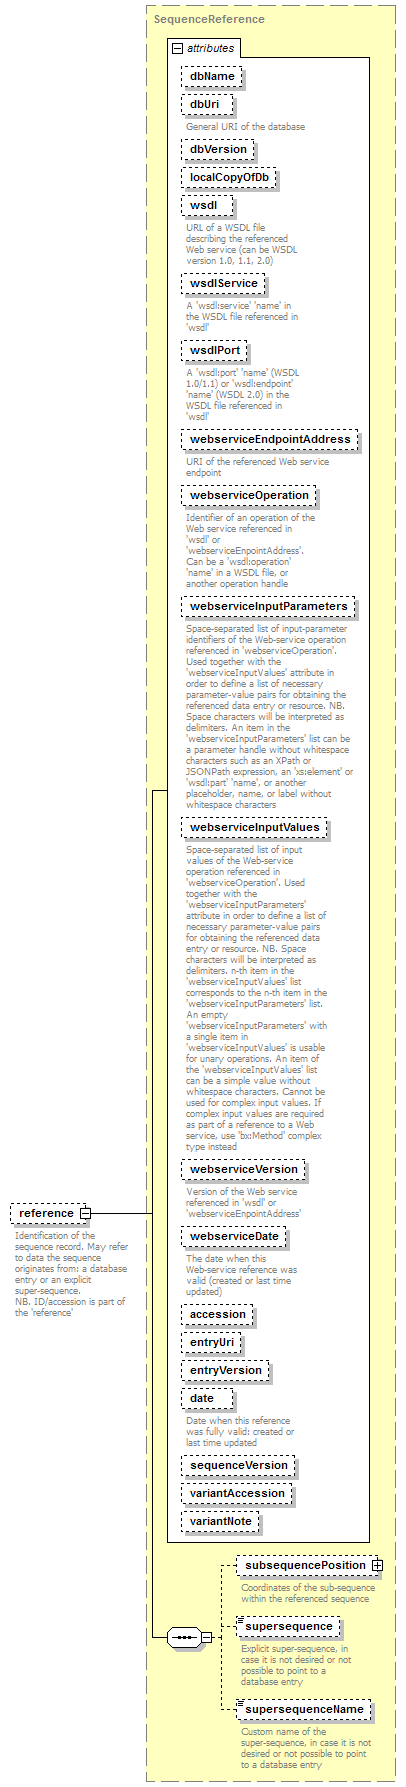 SequenceReference
attributes
dbName
dbUri
General URI of the database
dbVersion
localCopyOfDb
wsdl
URL of a WSDL file
describing the referenced
Web service (can be WSDL
version 1.0, 1.1, 2.0)
wsdlService
A 'wsdl:service' 'name' in
the WSDL file referenced in
'wsdl'
wsdlPort
A 'wsdl:port' 'name' (WSDL
1.0/1.1) or 'wsdl:endpoint'
'name' (WSDL 2.0) in the
WSDL file referenced in
'wsdl'
webserviceEndpointAddress
URI of the referenced Web service
endpoint
webserviceOperation
Identifier of an operation of the
Web service referenced in
'wsdl' or
'webserviceEnpointAddress'.
Can be a 'wsdl:operation'
'name' in a WSDL file, or
another operation handle
webserviceInputParameters
Space-separated list of input-parameter
identifiers of the Web-service operation
referenced in 'webserviceOperation'.
Used together with the
'webserviceInputValues' attribute in
order to define a list of necessary
parameter-value pairs for obtaining the
referenced data entry or resource. NB.
Space characters will be interpreted as
delimiters. An item in the
'webserviceInputParameters' list can be
a parameter handle without whitespace
characters such as an XPath or
JSONPath expression, an 'xs:element' or
'wsdl:part' 'name', or another
placeholder, name, or label without
whitespace characters
webserviceInputValues
Space-separated list of input
values of the Web-service
operation referenced in
'webserviceOperation'. Used
together with the
'webserviceInputParameters'
attribute in order to define a list of
necessary parameter-value pairs
for obtaining the referenced data
entry or resource. NB. Space
characters will be interpreted as
delimiters. n-th item in the
'webserviceInputValues' list
corresponds to the n-th item in the
'webserviceInputParameters' list.
An empty
'webserviceInputParameters' with
a single item in
'webserviceInputValues' is usable
for unary operations. An item of
the 'webserviceInputValues' list
can be a simple value without
whitespace characters. Cannot be
used for complex input values. If
complex input values are required
as part of a reference to a Web
service, use 'bx:Method' complex
type instead
webserviceVersion
Version of the Web service
referenced in 'wsdl' or
'webserviceEnpointAddress'
webserviceDate
The date when this
Web-service reference was
valid (created or last time
updated)
accession
entryUri
entryVersion
date
Date when this reference
was fully valid: created or
last time updated
sequenceVersion
variantAccession
variantNote
reference
Identification of the
sequence record. May refer
to data the sequence
originates from: a database
entry or an explicit
super-sequence.
NB. ID/accession is part of
the 'reference'
subsequencePosition
Coordinates of the sub-sequence
within the referenced sequence
supersequence
Explicit super-sequence, in
case it is not desired or not
possible to point to a
database entry
supersequenceName
Custom name of the
super-sequence, in case it is not
desired or not possible to point
to a database entry